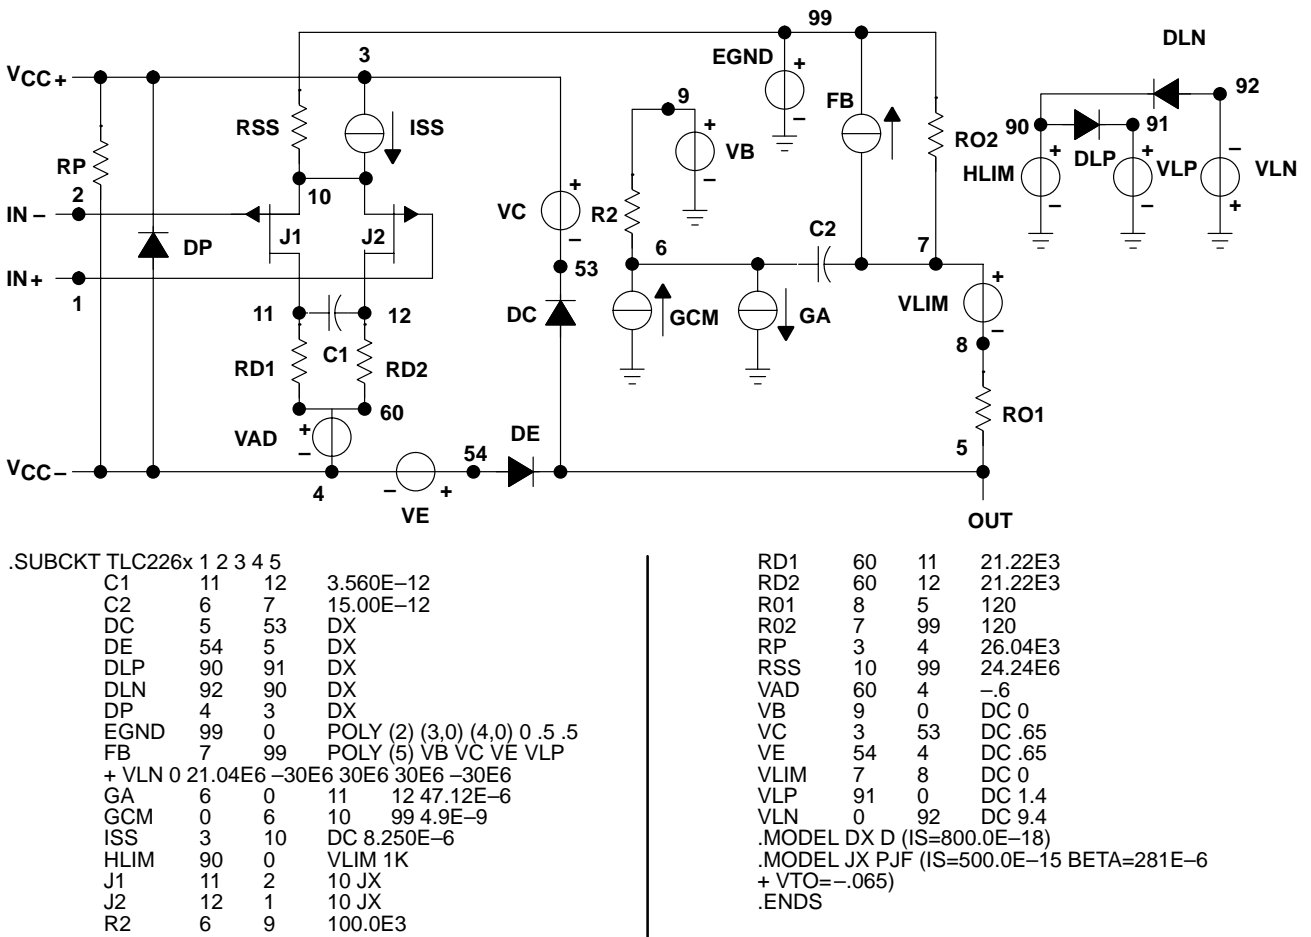 99
DLN
3
EGND
+
VCC+
9
92
FB
+
RSS
ISS
–
VB
RO2
90
91
–
RP
–
2
10
R2
HLIM
+
DLP
+
VLP
VLN
IN –
VC
+
–
C2
–
–
+
J1
J2
6
7
DP
IN+
53
1
VLIM
+
–
11
12
DC
GCM
GA
C1
8
RD1
RD2
60
RO1
VAD
+
–
DE
54
5
VCC–
4
–
+
VE
OUT
.SUBCKT TLC226x 1 2 3 4 5
C1 11 12 3.560E–12
C2 6 7 15.00E–12
DC 5 53 DX
DE 54 5 DX
DLP 90 91 DX
DLN 92 90 DX
DP 4 3 DX
EGND 99 0 POLY (2) (3,0) (4,0) 0 .5 .5
FB 7 99 POLY (5) VB VC VE VLP
+ VLN 0 21.04E6 –30E6 30E6 30E6 –30E6
GA 6 0 11 12 47.12E–6
GCM 0 6 10 99 4.9E–9
ISS 3 10 DC 8.250E–6
HLIM 90 0 VLIM 1K
J1 11 2 10 JX
J2 12 1 10 JX
R2 6 9 100.0E3
RD1 60 11 21.22E3
RD2 60 12 21.22E3
R01 8 5 120
R02 7 99 120
RP 3 4 26.04E3
RSS 10 99 24.24E6
VAD 60 4 –.6
VB 9 0 DC 0
VC 3 53 DC .65
VE 54 4 DC .65
VLIM 7 8 DC 0
VLP 91 0 DC 1.4
VLN 0 92 DC 9.4
.MODEL DX D (IS=800.0E–18)
.MODEL JX PJF (IS=500.0E–15 BETA=281E–6
+ VTO=–.065)
.ENDS